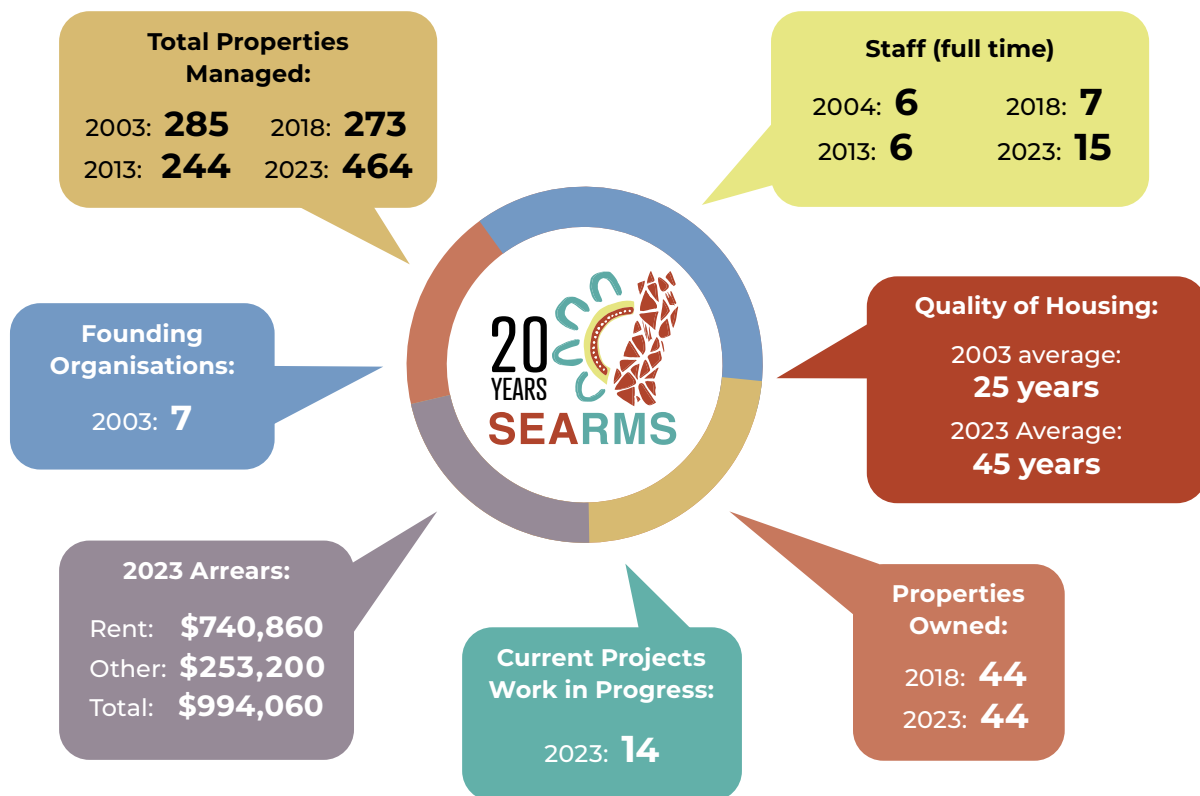 Total Properties
Managed:
2003: 285 2018: 273
2013: 244 2023: 464
Staff (full time)
2004: 6 2018: 7
2013: 6 2023: 15
Founding
Organisations:
2003: 7
20
YEARS
SEARMS
Quality of Housing:
2003 average:
25 years
2023 Average:
45 years
2023 Arrears:
Rent: $740,860
Other: $253,200
Total: $994,060
Current Projects
Work in Progress:
2023: 14
Properties
Owned:
2018: 44
2023: 44